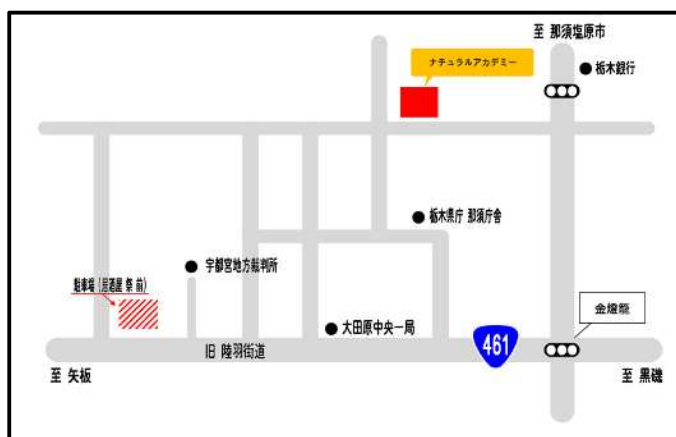 至 那須塩原市
ナチュラルアカデミー
栃木銀行
栃木県庁 那須庁舎
宇都宮地方裁判所
駐車場(居酒屋 祭 前)
金燈籠
大田原中央一局
461
旧 陸羽街道
至 矢板
至 黒磯